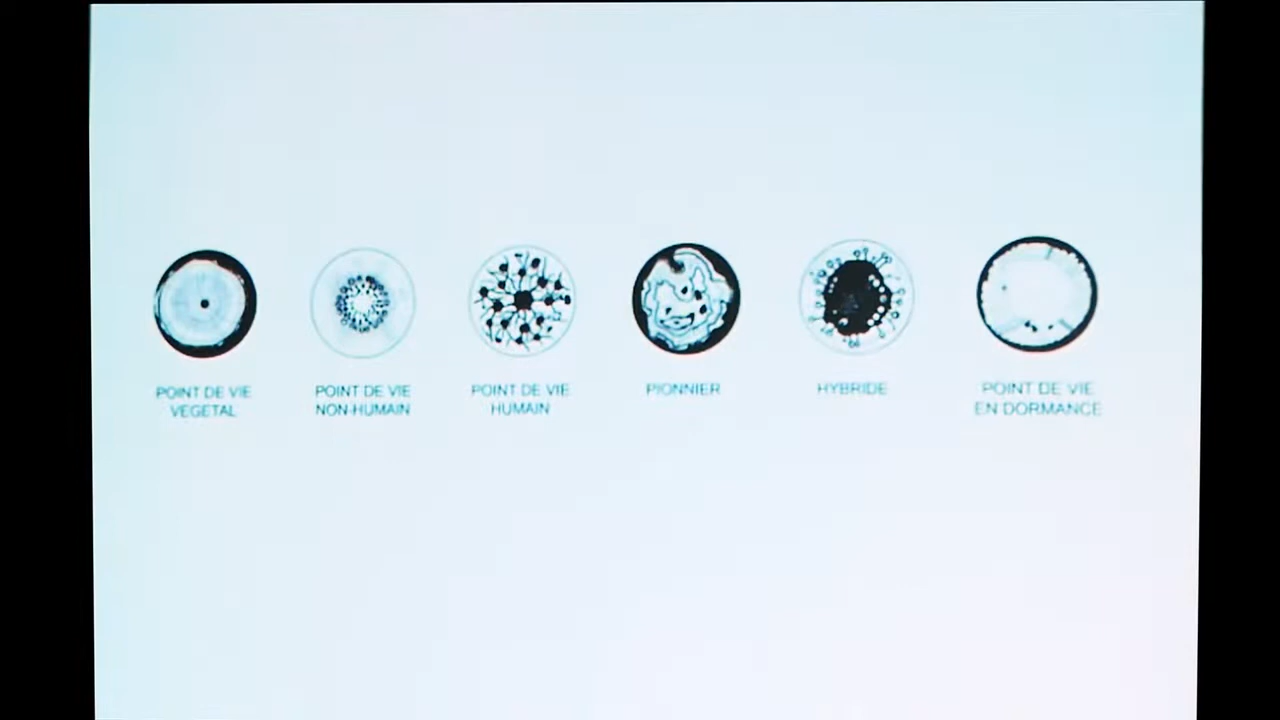 POINT DE VIE
VEGETAL
POINT DE VIE
NON-HUMAIN
POINT DE VIE
HUMAIN
PIONNIER
HYBRIDE
POINT DE VIE
EN DORMANCE